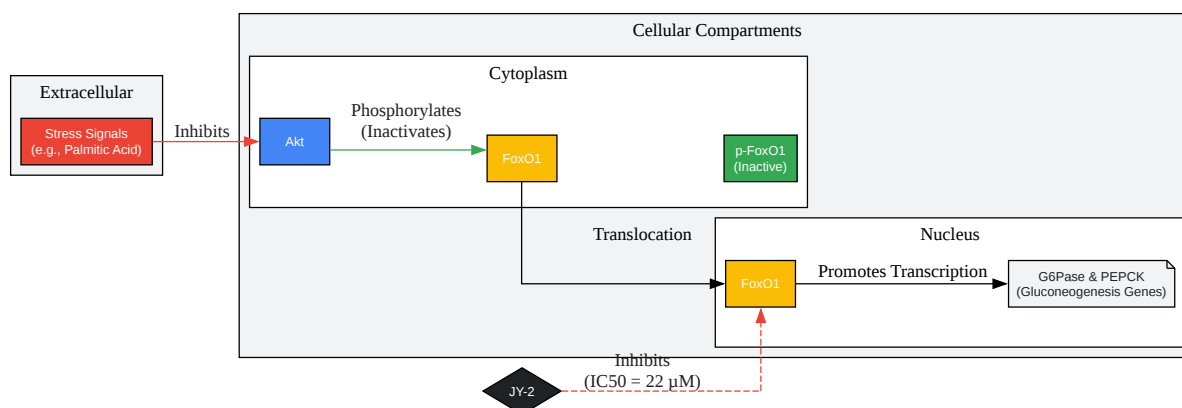 Cellular Compartments
Cytoplasm
Extracellular
Stress Signals
(e.g., Palmitic Acid)
Inhibits
Akt
Phosphorylates
(Inactivates)
FoxO1
p-FoxO1
(Inactive)
Translocation
Nucleus
FoxO1
Promotes Transcription
G6Pase & PEPCK
(Gluconeogenesis Genes)
Inhibits
(IC50 = 22 µM)
JY-2